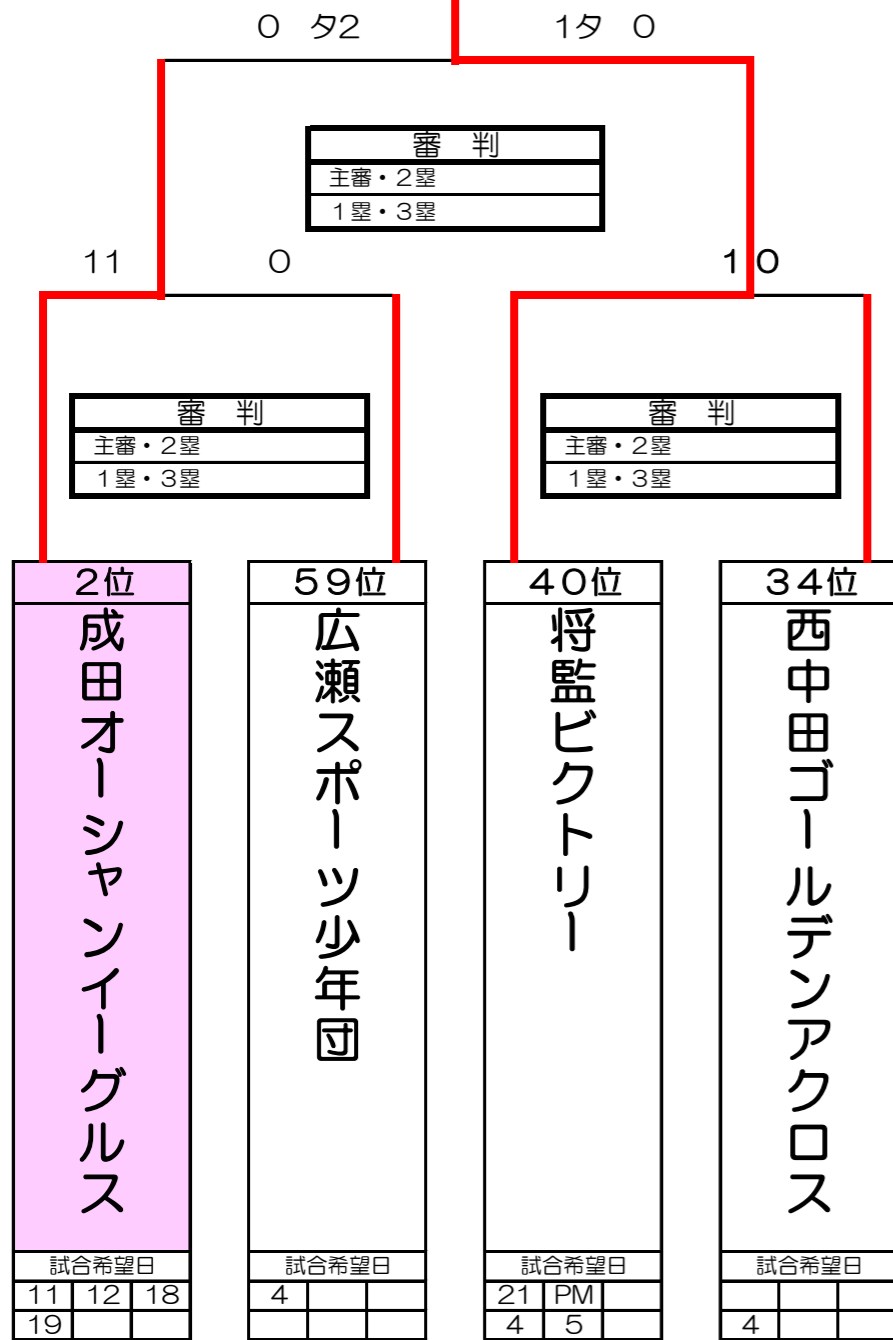 0 タ2 1タ 0
審 判
主審・2塁
1塁・3塁
11 0 10
審 判
主審・2塁
1塁・3塁
審 判
主審・2塁
1塁・3塁
2位
成田オーシャンイーグルス
試合希望日
11 12 18
19
59位
広瀬スポーツ少年団
試合希望日
4
40位
将監ビクトリー
試合希望日
21 PM
4 5
34位
西中田ゴールデンアクロス
試合希望日
4